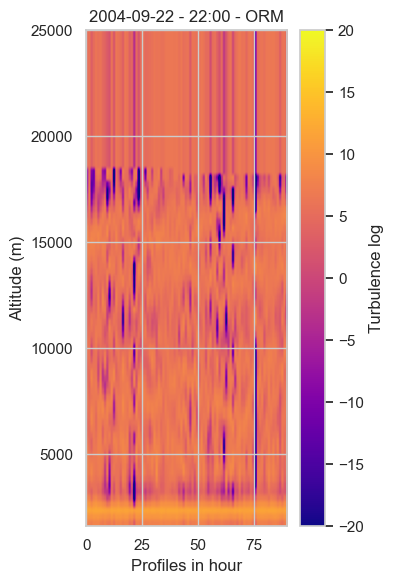 2004-09-22 - 22:00 - ORM
25000
20000
15000
10000
5000
Altitude (m)
0 25 50 75
Profiles in hour
20
15
10
5
0
−5
−10
−15
−20
Turbulence log